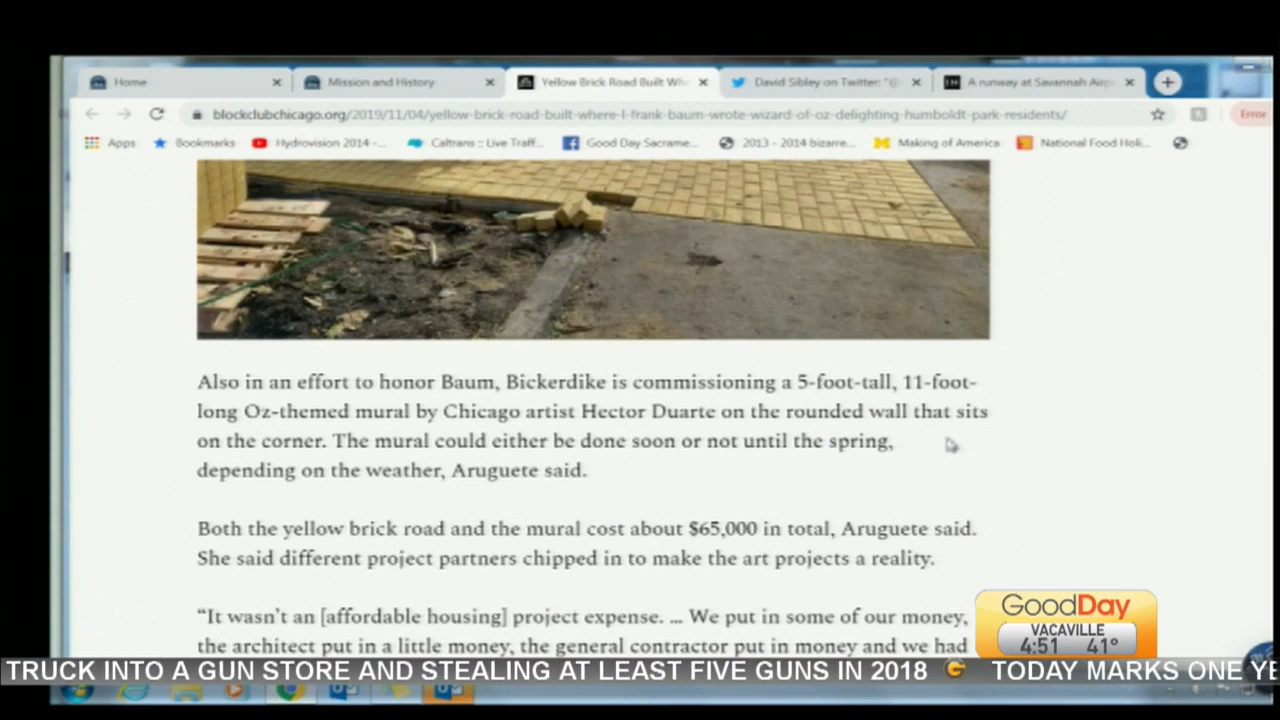 Home
Mission and History
Yellow Brick Road Built Wh
David Sibley on Twitter: "@
A runway at Savannah Airp
blockclubchicago.org/2019/11/04/yellow-brick-road-built-where-l-frank-baum-wrote-wizard-of-oz-delighting-humboldt-park-residents/
Error
Apps
Bookmarks
Hydrovision 2014 -...
Caltrans :: Live Traff...
Good Day Sacrame...
2013 - 2014 bizarre...
Making of America
National Food Holi...
Also in an effort to honor Baum, Bickerdike is commissioning a 5-foot-tall, 11-foot-
long Oz-themed mural by Chicago artist Hector Duarte on the rounded wall that sits
on the corner. The mural could either be done soon or not until the spring,
depending on the weather, Aruguete said.
Both the yellow brick road and the mural cost about $65,000 in total, Aruguete said.
She said different project partners chipped in to make the art projects a reality.
“It wasn’t an [affordable housing] project expense. ... We put in some of our money,
the architect put in a little money, the general contractor put in money and we had
GoodDay
VACAVILLE
4:51 41°
TRUCK INTO A GUN STORE AND STEALING AT LEAST FIVE GUNS IN 2018 G TODAY MARKS ONE YE